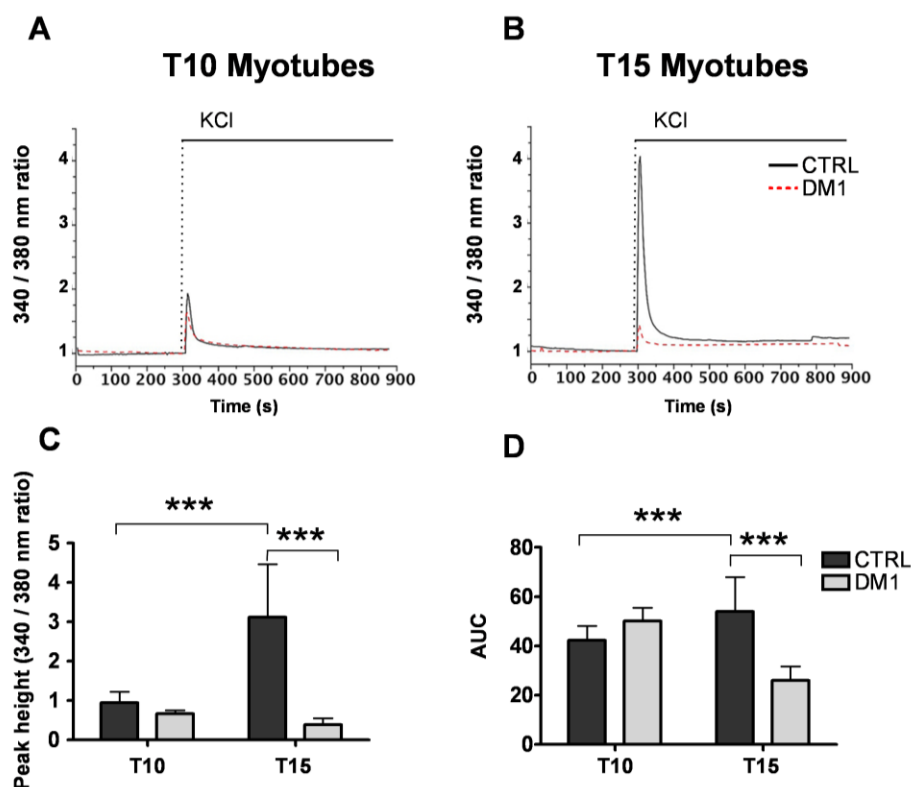 A
T10 Myotubes
KCl
340 / 380 nm ratio
4
3
2
1
0 100 200 300 400 500 600 700 800 900
Time (s)
B
T15 Myotubes
KCl
CTRL
DM1
340 / 380 nm ratio
4
3
2
1
0 100 200 300 400 500 600 700 800 900
Time (s)
C
***
***
Peak height (340 / 380 nm ratio)
5
4
3
2
1
0
T10 T15
D
***
***
CTRL
DM1
AUC
80
60
40
20
0
T10 T15